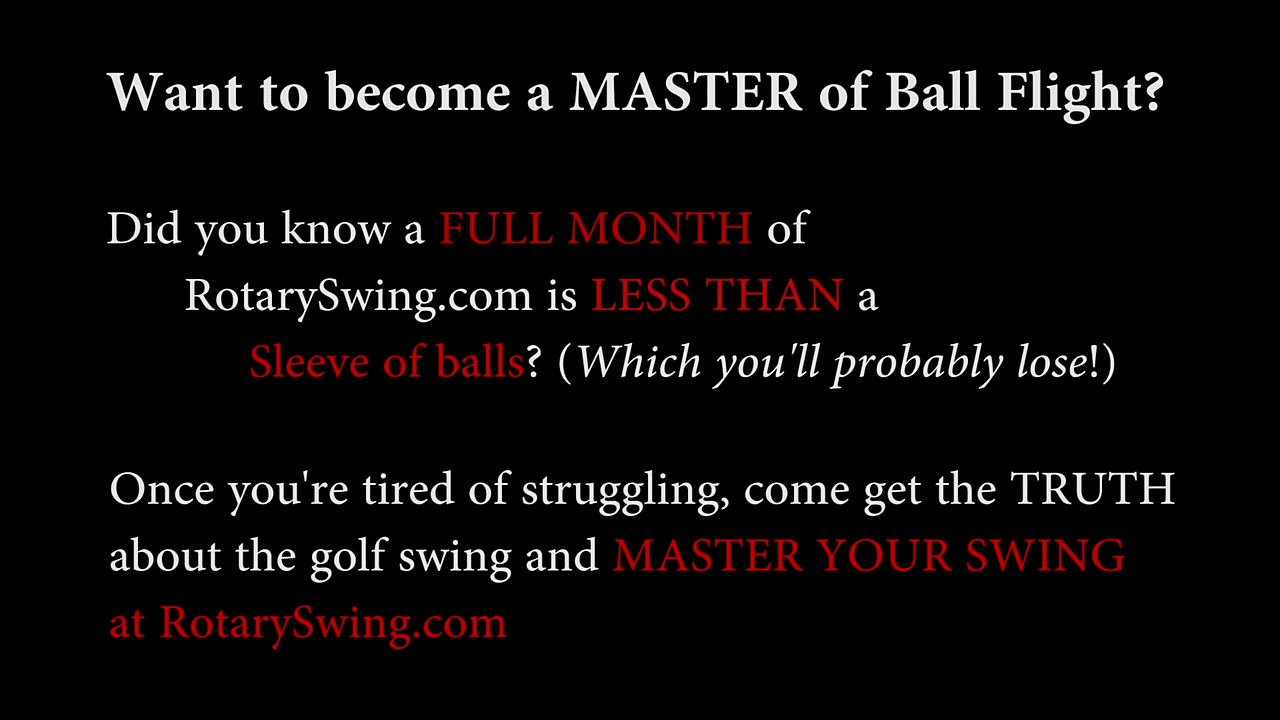 Want to become a MASTER of Ball Flight?
Did you know a FULL MONTH of
RotarySwing.com is LESS THAN a
Sleeve of balls? (Which you'll probably lose!)
Once you're tired of struggling, come get the TRUTH
about the golf swing and MASTER YOUR SWING
at RotarySwing.com